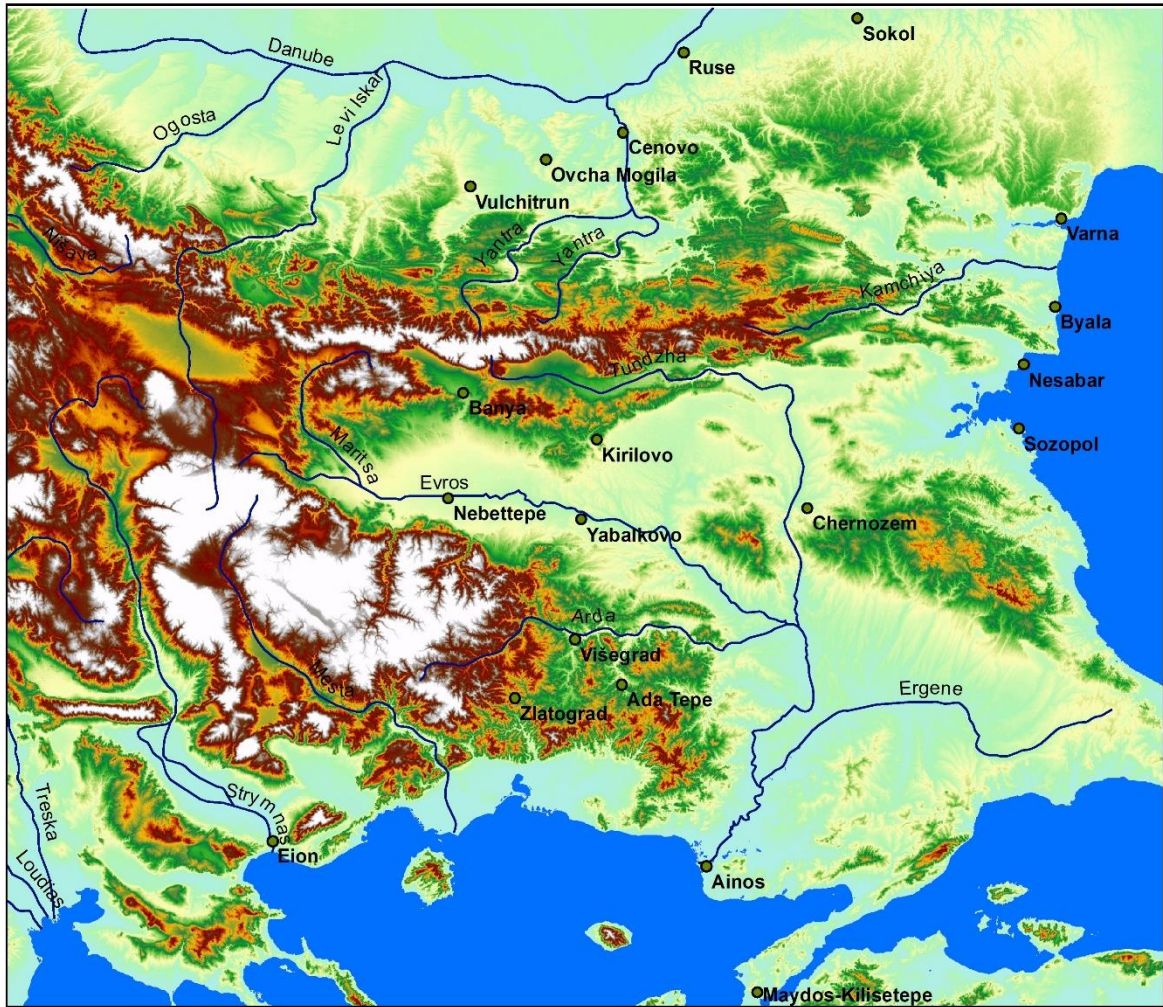 Sokol
Danube
Ruse
Levi Iskar
Ogosta
Cenovo
Ovcha Mogila
Vulchitrun
Varna
Nisava
Yantra
Yantra
Kamchiya
Byala
Tundzha
Nesabar
Banya
Sozopol
Kirilovo
Maritsa
Evros
Nebettepe
Chernozem
Yabalkovo
Arda
Višegrad
Mesta
Ada Tepe
Zlatograd
Ergene
Treska
Strymnas
Eion
Loudias
Ainos
Maydos-Kilisetepe